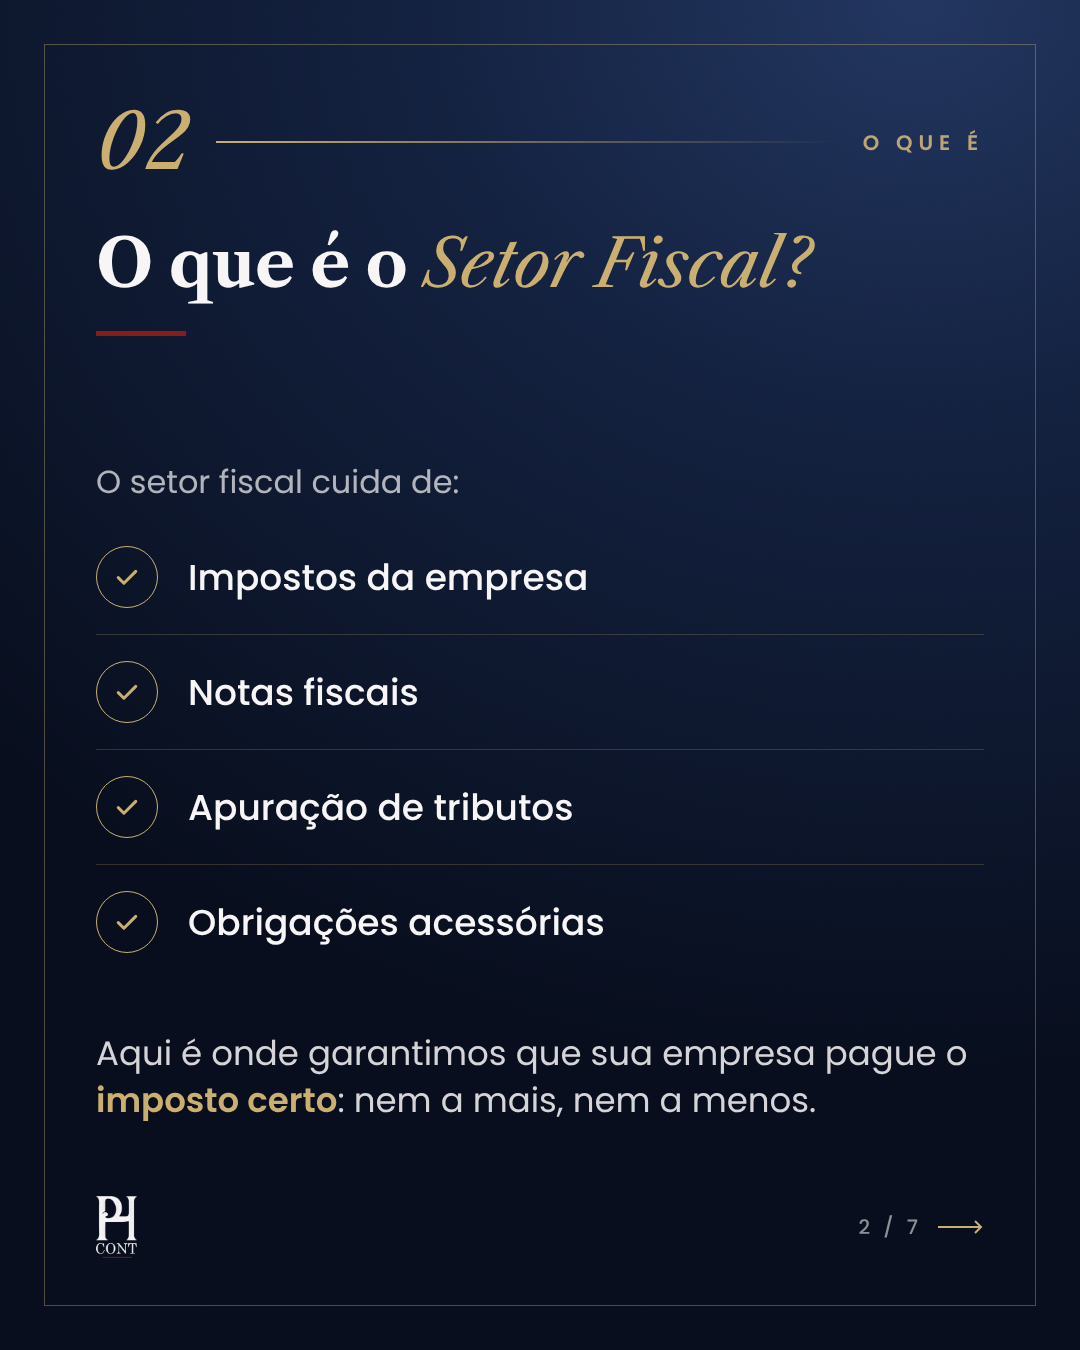 02
O QUE É
O que é o Setor Fiscal?
O setor fiscal cuida de:
Impostos da empresa
Notas fiscais
Apuração de tributos
Obrigações acessórias
Aqui é onde garantimos que sua empresa pague o
imposto certo: nem a mais, nem a menos.
PH
CONT
2 / 7